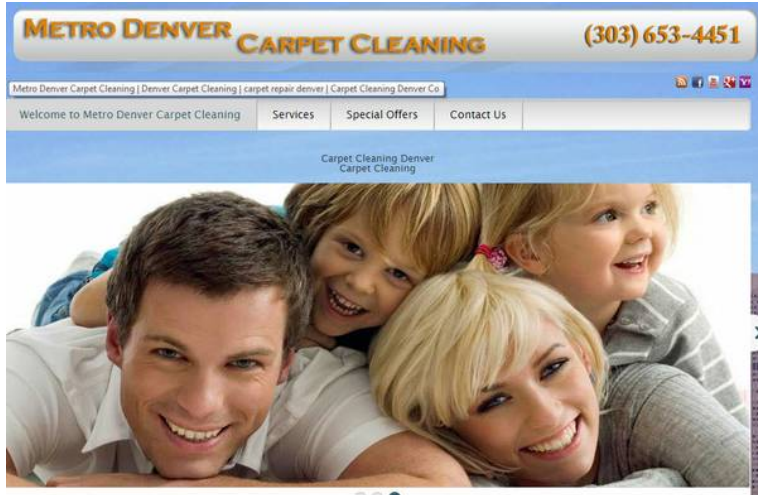 METRO DENVER CARPET CLEANING
(303) 653-4451
Metro Denver Carpet Cleaning | Denver Carpet Cleaning | carpet repair denver | Carpet Cleaning Denver Co
Welcome to Metro Denver Carpet Cleaning
Services
Special Offers
Contact Us
Carpet Cleaning Denver
Carpet Cleaning